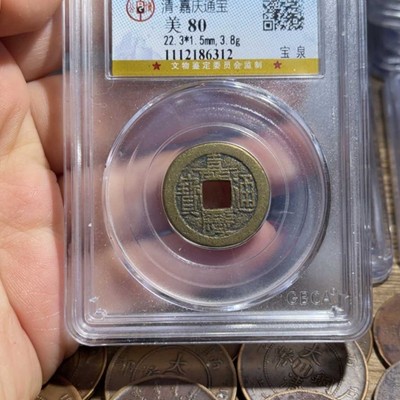 清·嘉庆通宝
美 80
22.3*1.5mm,3.8g
1112186312
宝泉
★ 文物鉴定委员会监制 ★
嘉慶通寶
GBCA